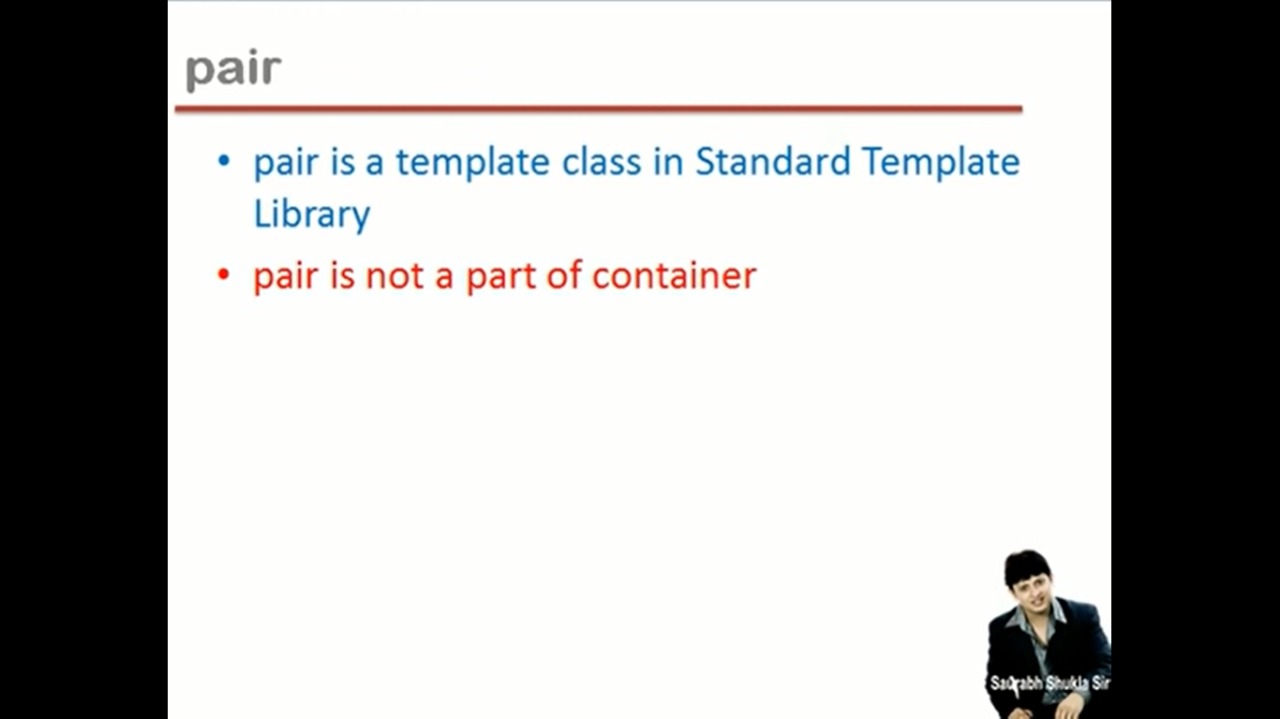 pair
• pair is a template class in Standard Template
Library
• pair is not a part of container
Saurabh Shukla Sir